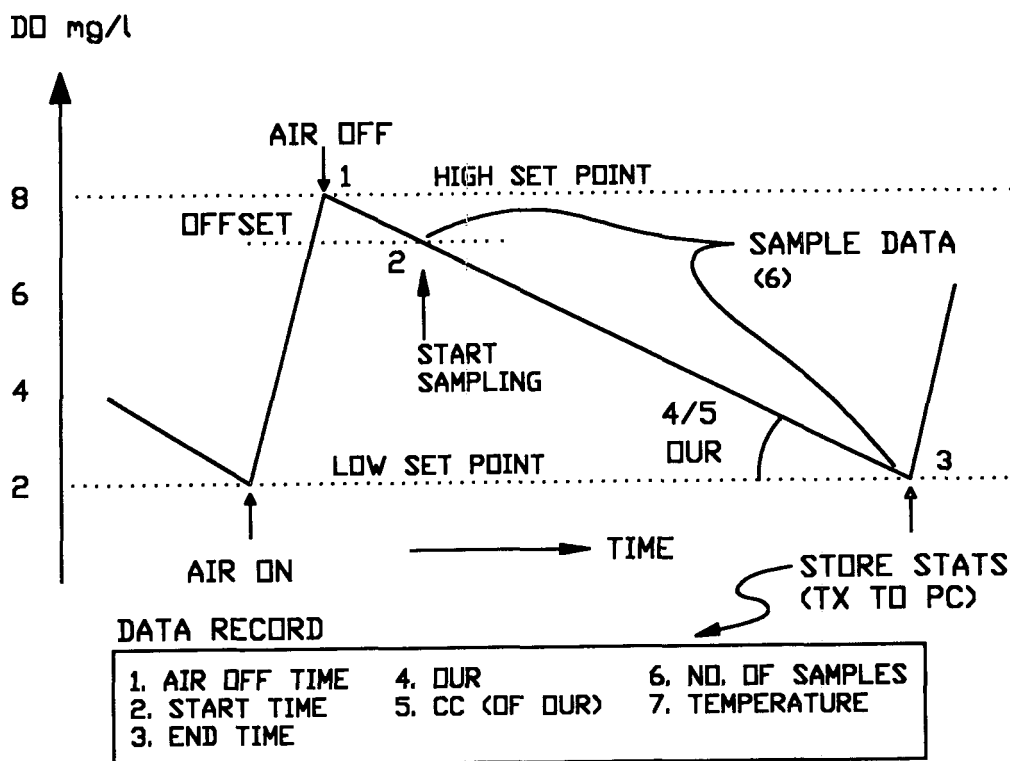 DO mg/l
AIR OFF
1
HIGH SET POINT
8
OFFSET
2
SAMPLE DATA
(6)
6
START
SAMPLING
4
4/5
OUR
LOW SET POINT
3
2
TIME
AIR ON
STORE STATS
(TX TO PC)
DATA RECORD
1. AIR OFF TIME 4. OUR 6. NO. OF SAMPLES
2. START TIME 5. CC (OF OUR) 7. TEMPERATURE
3. END TIME